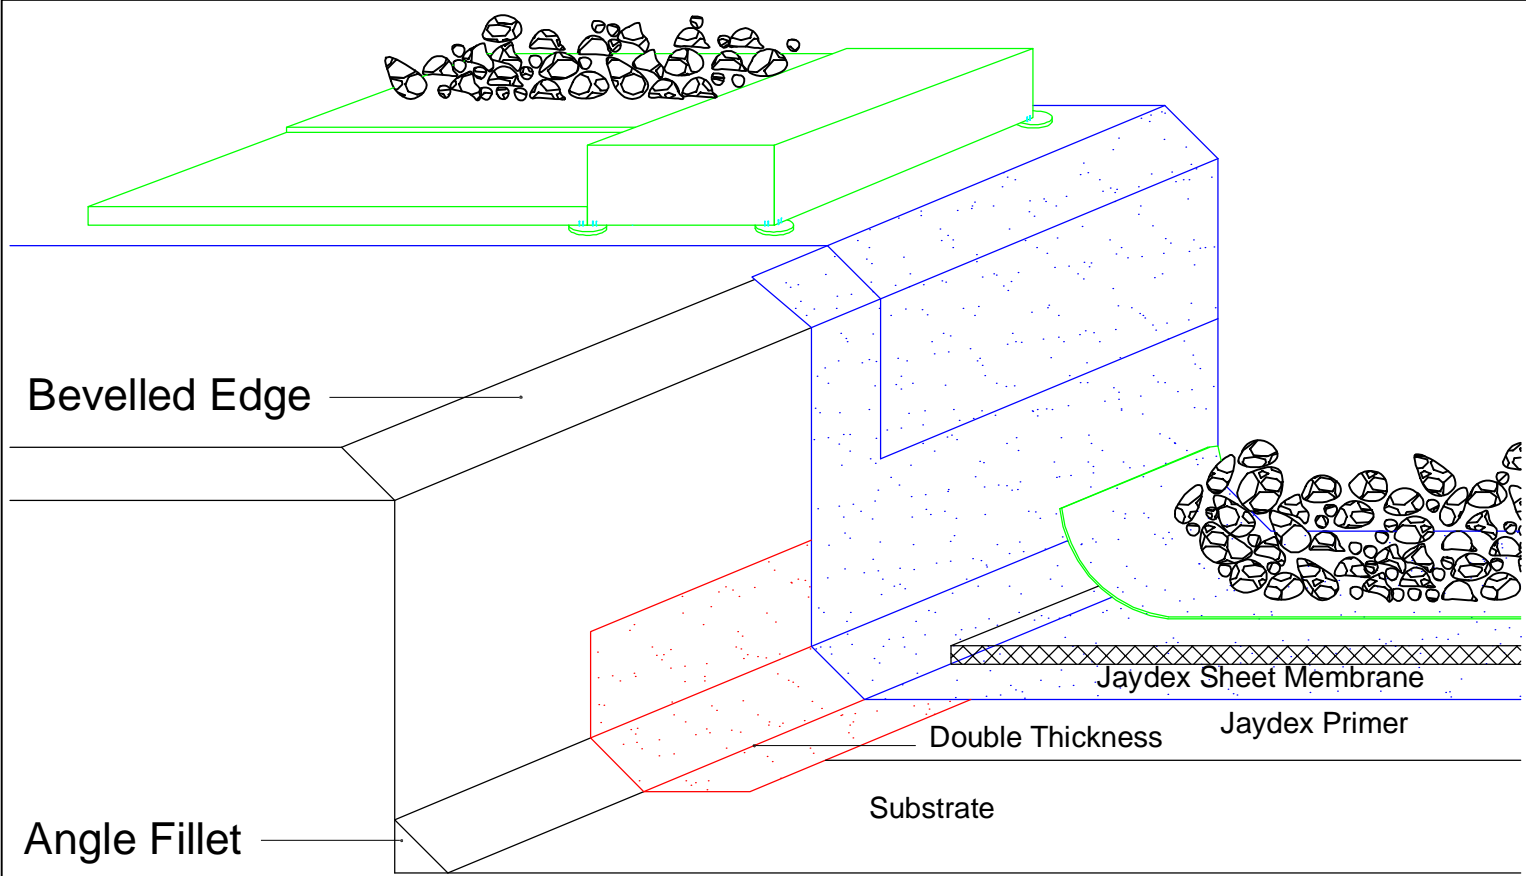 Bevelled Edge
Jaydex Sheet Membrane
Jaydex Primer
Double Thickness
Substrate
Angle Fillet